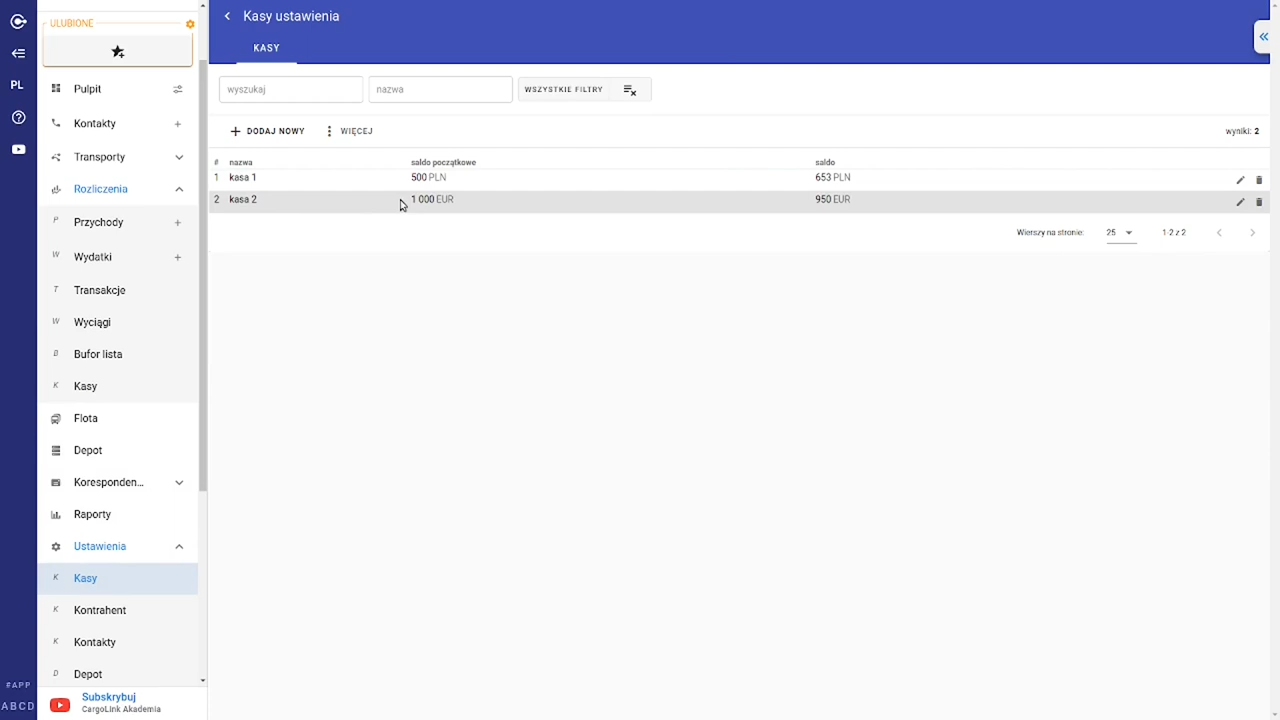 PL
#APP
ABCD
ULUBIONE
Pulpit
Kontakty +
Transporty
Rozliczenia
P Przychody +
W Wydatki +
T Transakcje
W Wyciągi
B Bufor lista
K Kasy
Flota
Depot
Koresponden...
Raporty
Ustawienia
K Kasy
K Kontrahent
K Kontakty
D Depot
Subskrybuj
CargoLink Akademia
Kasy ustawienia
KASY
wyszukaj nazwa WSZYSTKIE FILTRY
+ DODAJ NOWY WIĘCEJ wyniki: 2
# nazwa saldo początkowe saldo
1 kasa 1 500 PLN 653 PLN
2 kasa 2 1 000 EUR 950 EUR
Wierszy na stronie: 25 1-2 z 2